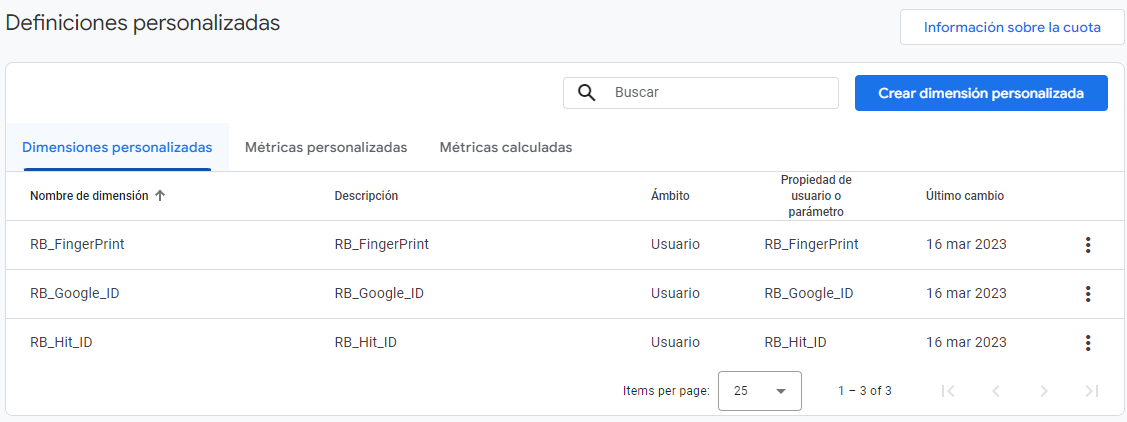 Definiciones personalizadas
Información sobre la cuota
Buscar
Crear dimensión personalizada
Dimensiones personalizadas Métricas personalizadas Métricas calculadas
Nombre de dimensión Descripción Ámbito Propiedad de usuario o parámetro Último cambio
RB_FingerPrint RB_FingerPrint Usuario RB_FingerPrint 16 mar 2023
RB_Google_ID RB_Google_ID Usuario RB_Google_ID 16 mar 2023
RB_Hit_ID RB_Hit_ID Usuario RB_Hit_ID 16 mar 2023
Items per page: 25 1 – 3 of 3